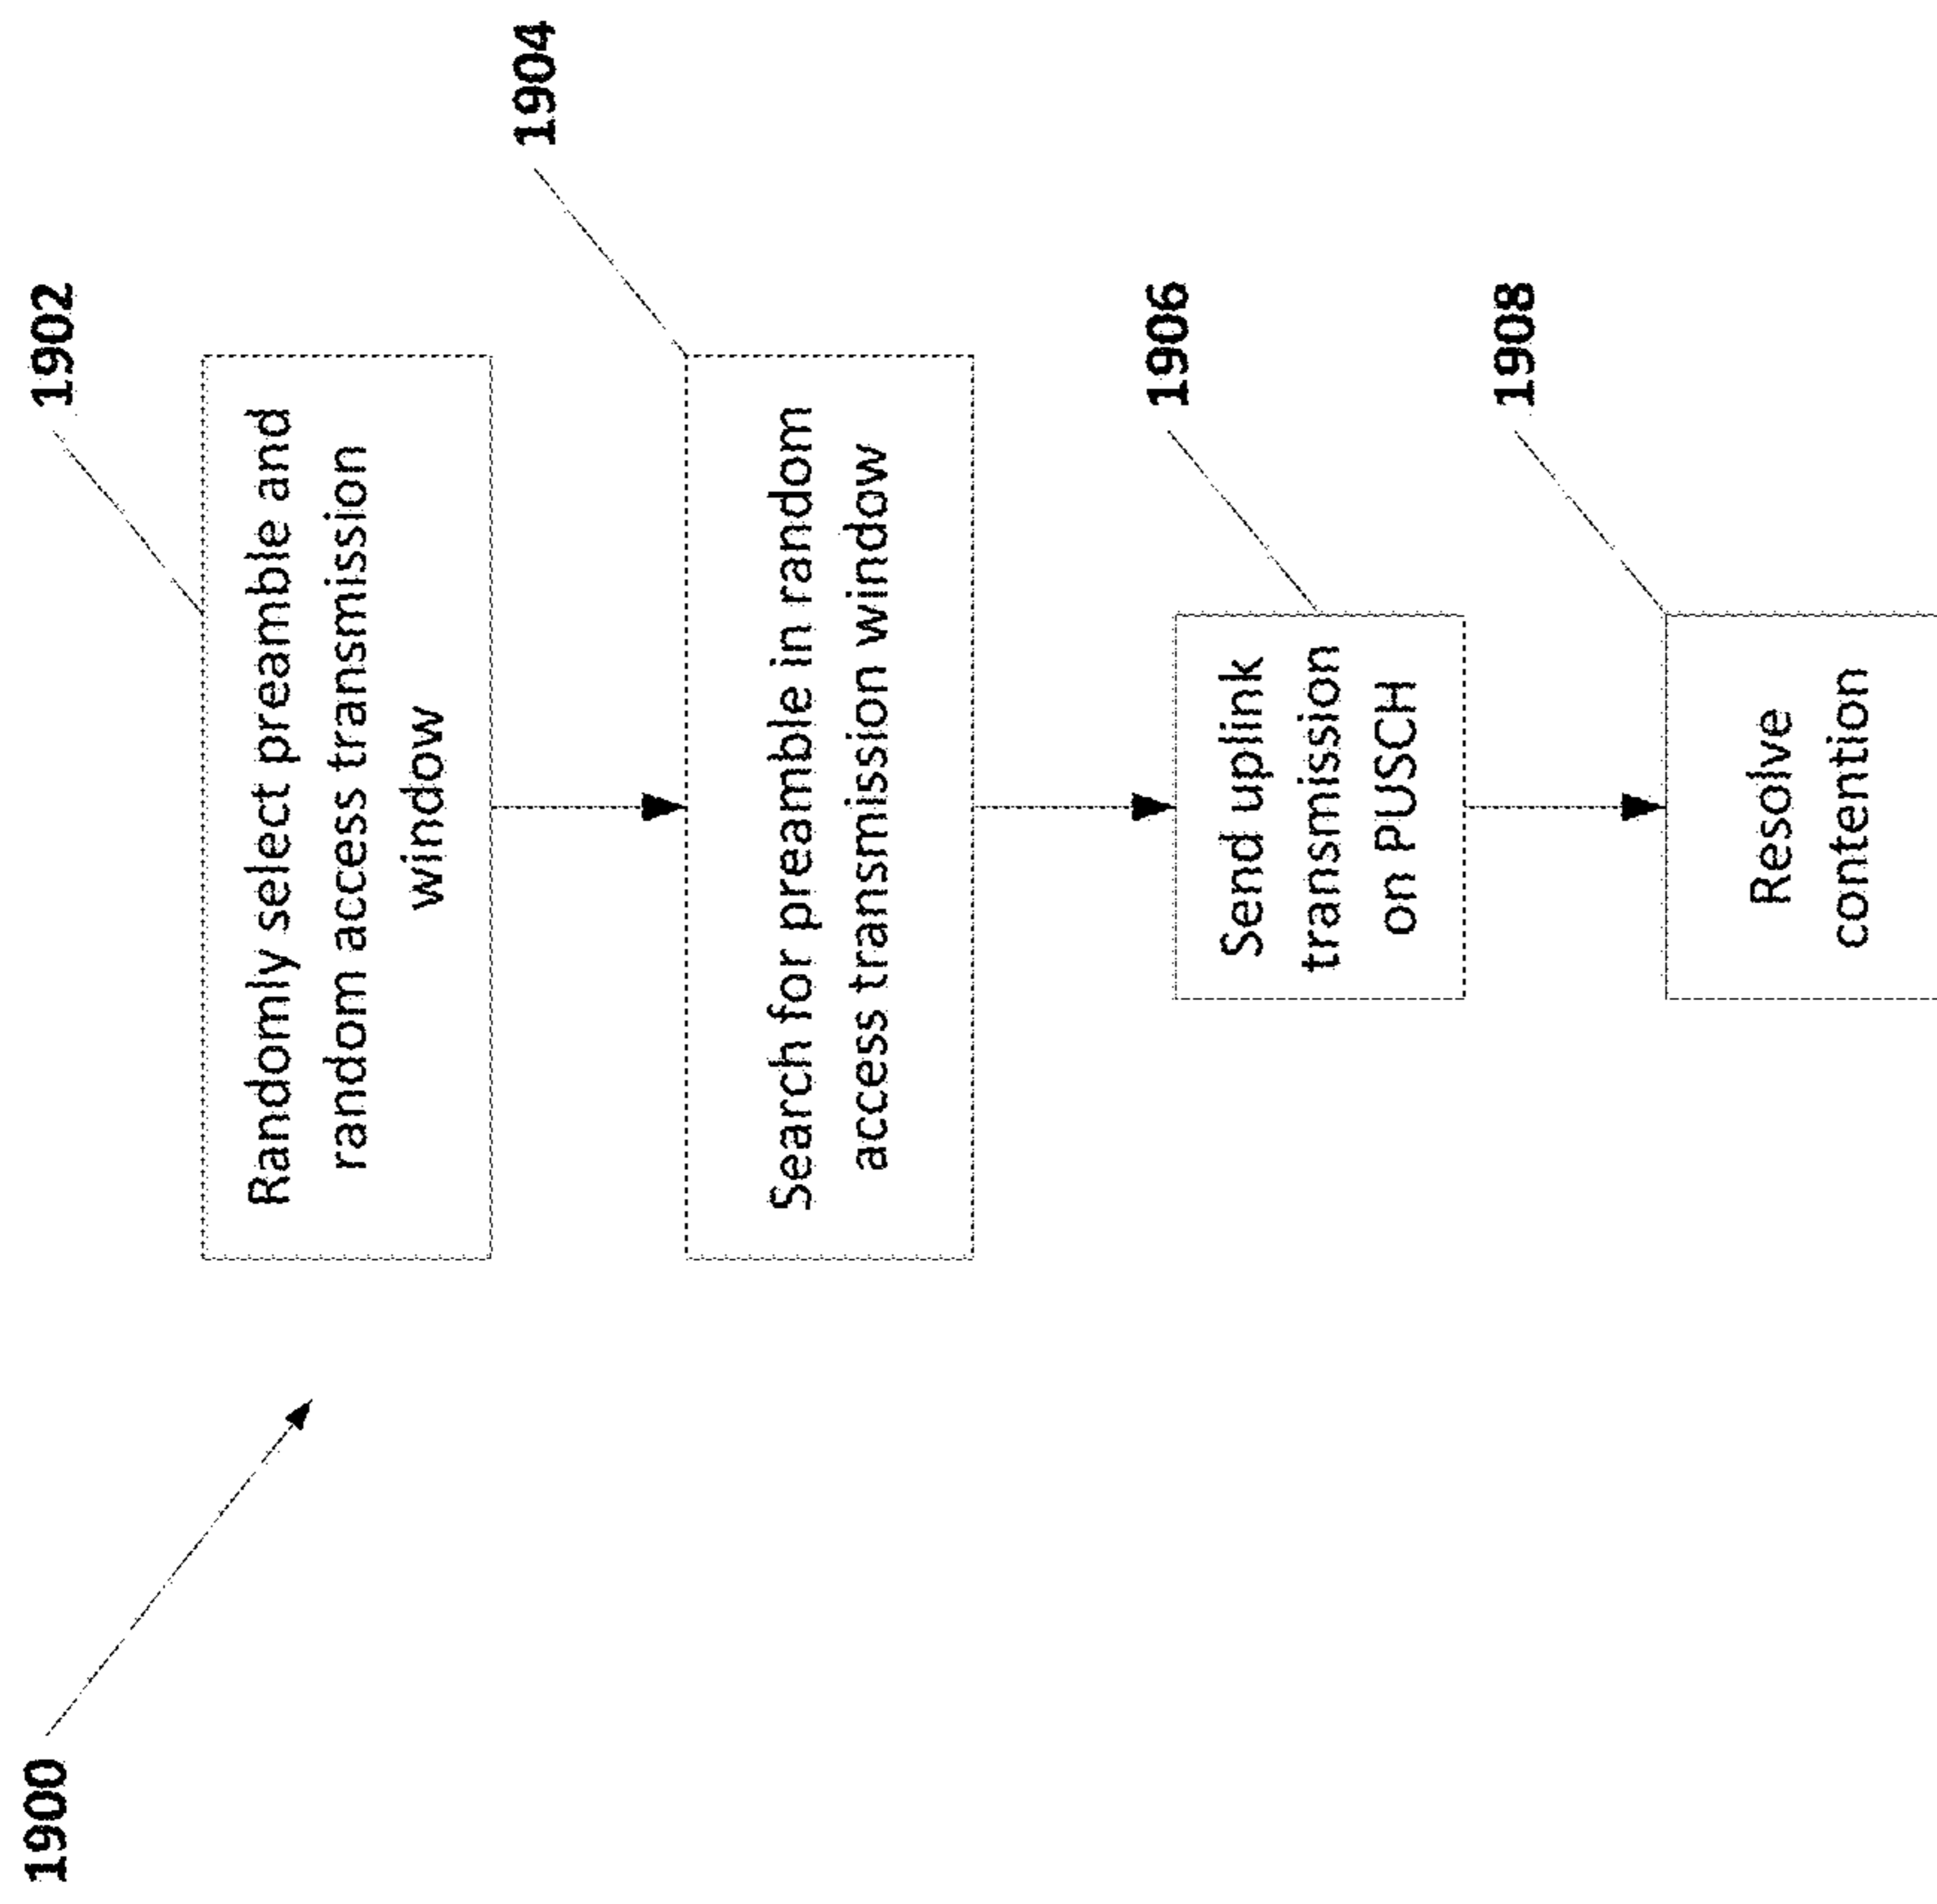 1900
1902
Randomly select preamble and
random access transmission
window
1904
Search for preamble in random
access transmission window
1906
Send uplink
transmission
on PUSCH
1908
Resolve
contention